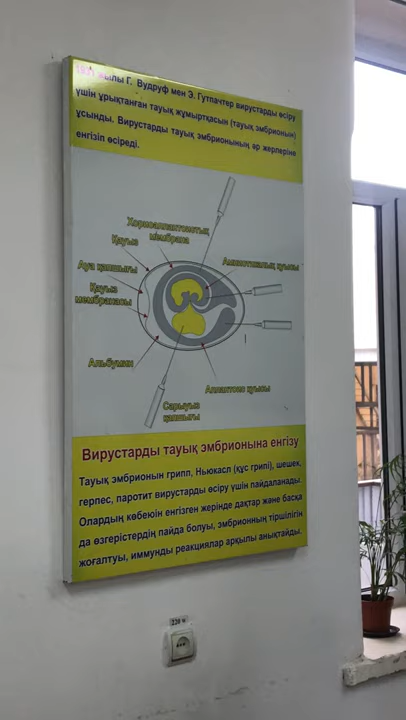 1931 жылы Г. Вудруф мен Э. Гутпачтер вирустарды өсіру
үшін ұрықтанған тауық жұмыртқасын (тауық эмбрионын)
ұсынды. Вирустарды тауық эмбрионының әр жерлеріне
енгізіп өсіреді.
Хориоаллантоистық
мембрана
Қауыз
Ауа қапшығы
Амниотикалық қуысы
Қауыз
мембранасы
Альбумин
Аллантоис қуысы
Сарыуыз
қапшығы
Вирустарды тауық эмбрионына енгізу
Тауық эмбрионын грипп, Ньюкасл (құс грипі), шешек,
герпес, паротит вирустарды өсіру үшін пайдаланады.
Олардың көбеюін енгізген жерінде дақтар және басқа
да өзгерістердің пайда болуы, эмбрионның тіршілігін
жоғалтуы, иммунды реакциялар арқылы анықтайды.
220 в